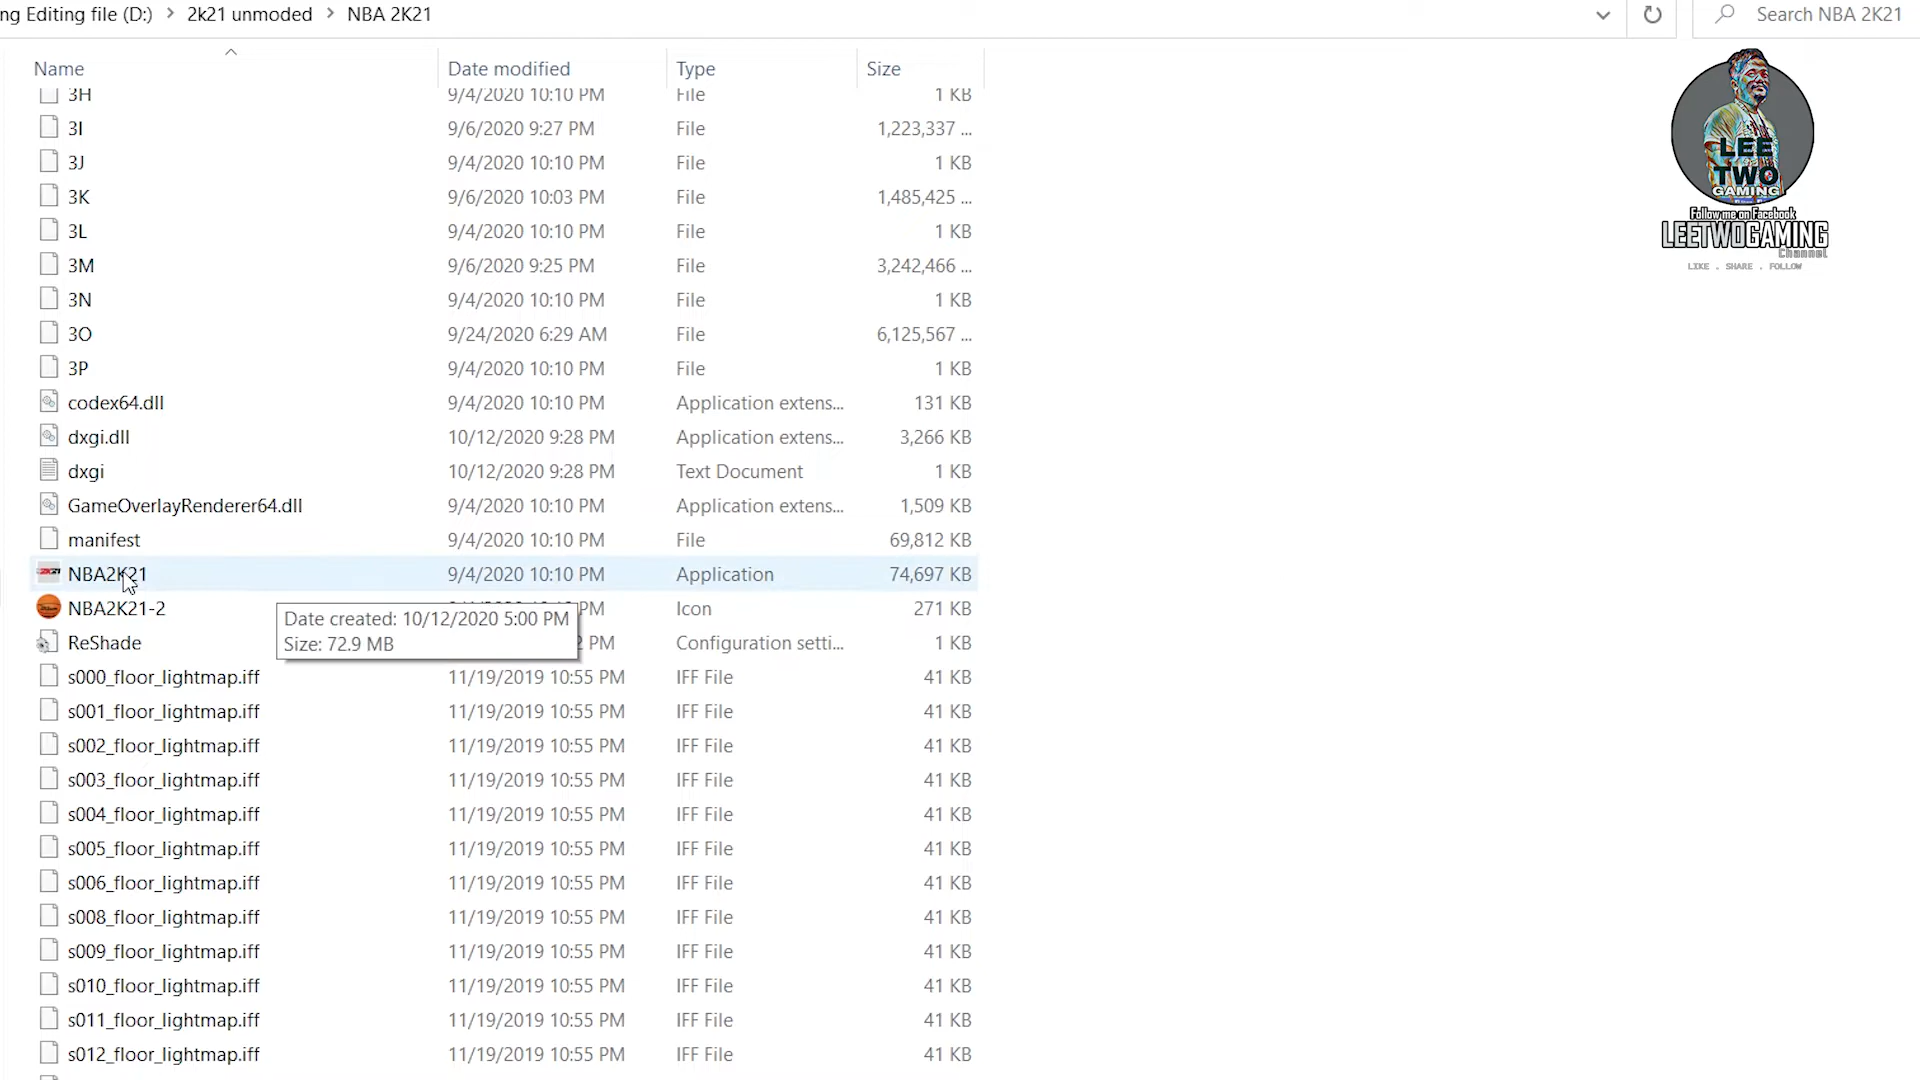 ng Editing file (D:) > 2k21 unmoded > NBA 2K21
Search NBA 2K21
Name Date modified Type Size
3H 9/4/2020 10:10 PM File 1 KB
3I 9/6/2020 9:27 PM File 1,223,337 ...
3J 9/4/2020 10:10 PM File 1 KB
3K 9/6/2020 10:03 PM File 1,485,425 ...
3L 9/4/2020 10:10 PM File 1 KB
3M 9/6/2020 9:25 PM File 3,242,466 ...
3N 9/4/2020 10:10 PM File 1 KB
3O 9/24/2020 6:29 AM File 6,125,567 ...
3P 9/4/2020 10:10 PM File 1 KB
codex64.dll 9/4/2020 10:10 PM Application extens... 131 KB
dxgi.dll 10/12/2020 9:28 PM Application extens... 3,266 KB
dxgi 10/12/2020 9:28 PM Text Document 1 KB
GameOverlayRenderer64.dll 9/4/2020 10:10 PM Application extens... 1,509 KB
manifest 9/4/2020 10:10 PM File 69,812 KB
NBA2K21 9/4/2020 10:10 PM Application 74,697 KB
NBA2K21-2 PM Icon 271 KB
Date created: 10/12/2020 5:00 PM
Size: 72.9 MB
ReShade PM Configuration setti... 1 KB
s000_floor_lightmap.iff 11/19/2019 10:55 PM IFF File 41 KB
s001_floor_lightmap.iff 11/19/2019 10:55 PM IFF File 41 KB
s002_floor_lightmap.iff 11/19/2019 10:55 PM IFF File 41 KB
s003_floor_lightmap.iff 11/19/2019 10:55 PM IFF File 41 KB
s004_floor_lightmap.iff 11/19/2019 10:55 PM IFF File 41 KB
s005_floor_lightmap.iff 11/19/2019 10:55 PM IFF File 41 KB
s006_floor_lightmap.iff 11/19/2019 10:55 PM IFF File 41 KB
s008_floor_lightmap.iff 11/19/2019 10:55 PM IFF File 41 KB
s009_floor_lightmap.iff 11/19/2019 10:55 PM IFF File 41 KB
s010_floor_lightmap.iff 11/19/2019 10:55 PM IFF File 41 KB
s011_floor_lightmap.iff 11/19/2019 10:55 PM IFF File 41 KB
s012_floor_lightmap.iff 11/19/2019 10:55 PM IFF File 41 KB
LEE
TWO
GAMING
Follow me on Facebook
LEETWOGAMING
Channel
LIKE . SHARE . FOLLOW